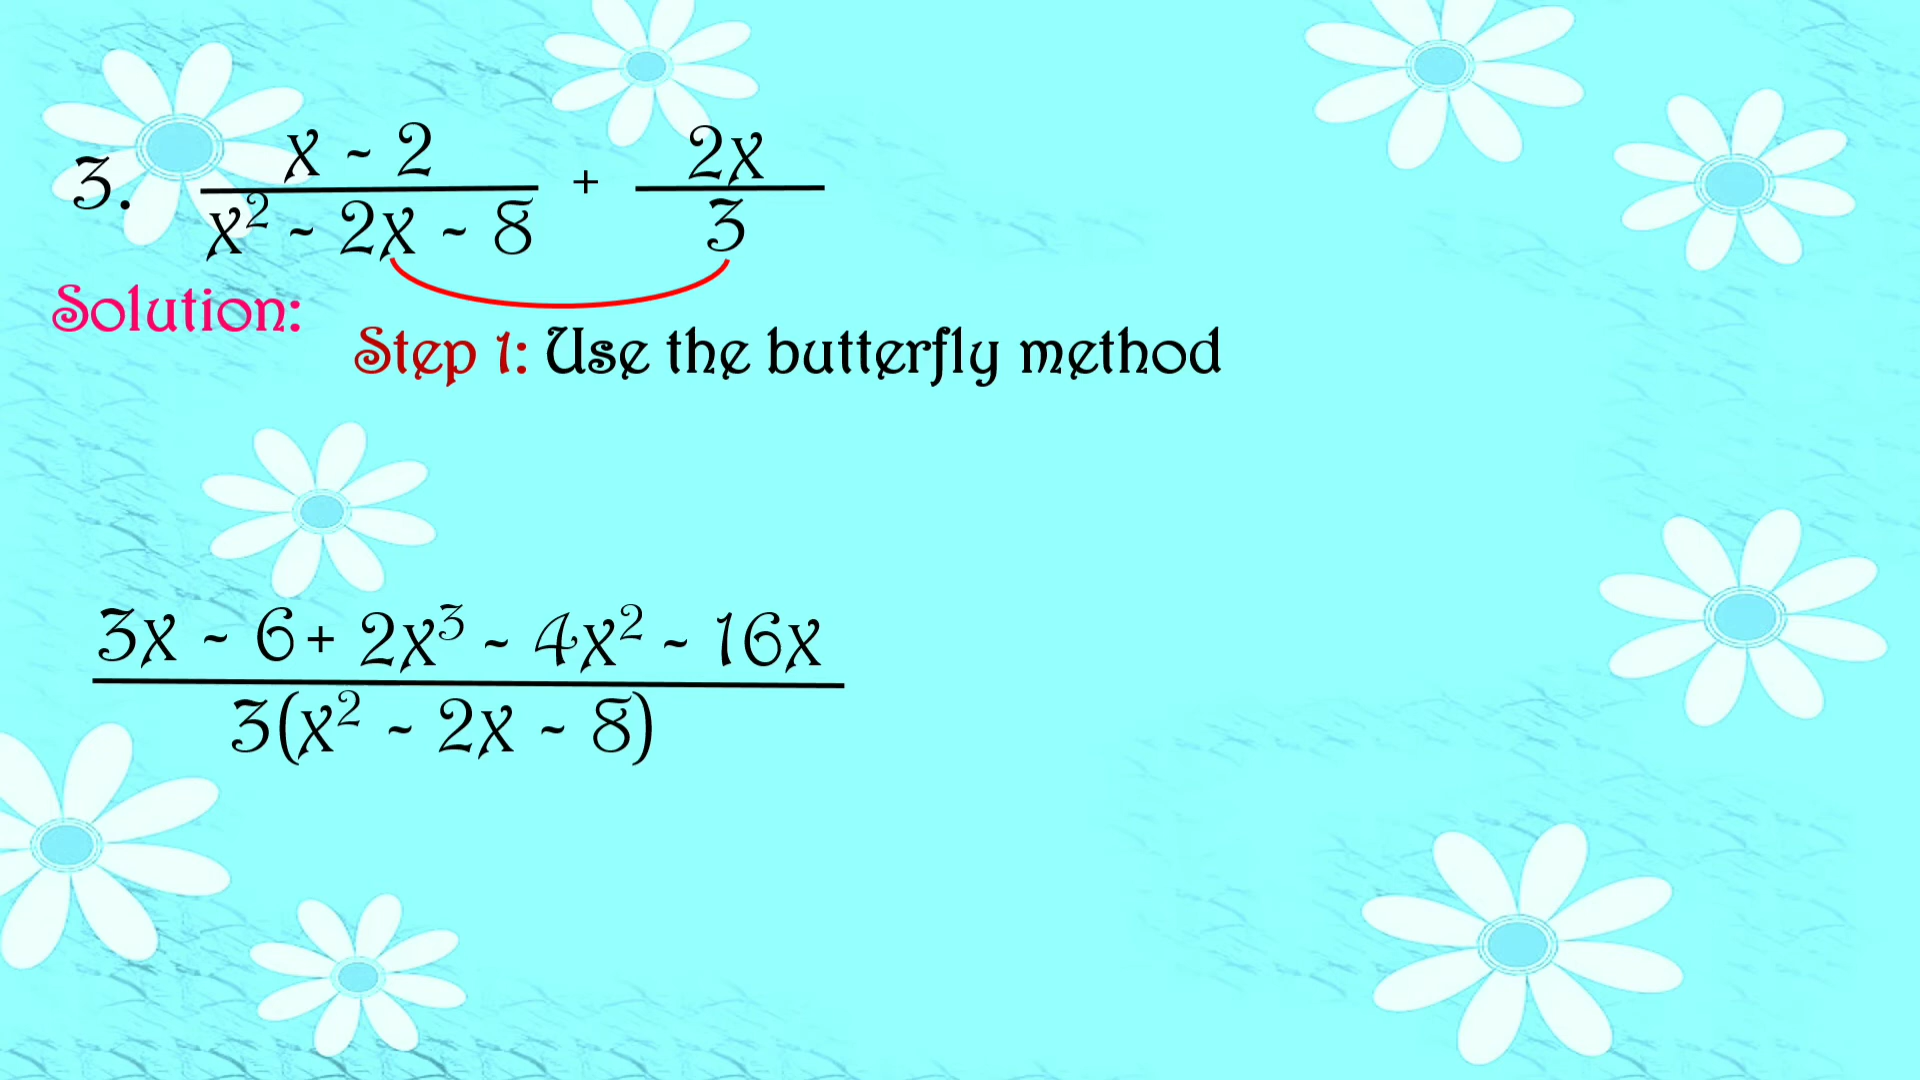 3. x - 2 / x² - 2x - 8 + 2x / 3
Solution:
Step 1: Use the butterfly method
3x - 6 + 2x³ - 4x² - 16x
3(x² - 2x - 8)